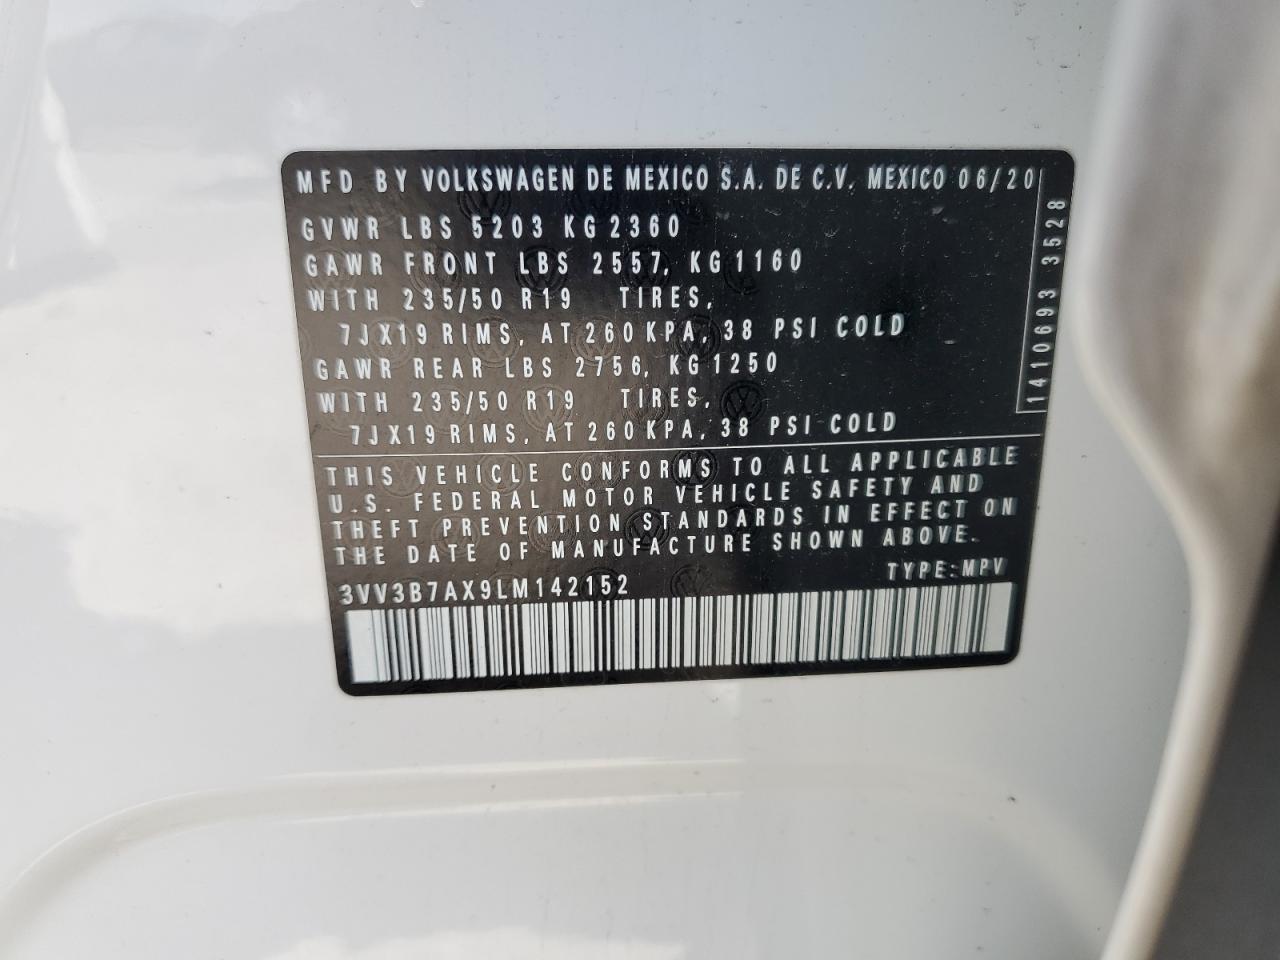 MFD BY VOLKSWAGEN DE MEXICO S.A. DE C.V. MEXICO 06/20
GVWR LBS 5203 KG 2360
GAWR FRONT LBS 2557, KG 1160
WITH 235/50 R19 TIRES,
7JX19 RIMS, AT 260 KPA, 38 PSI COLD
GAWR REAR LBS 2756, KG 1250
WITH 235/50 R19 TIRES,
7JX19 RIMS, AT 260 KPA, 38 PSI COLD
1410693 3528
THIS VEHICLE CONFORMS TO ALL APPLICABLE
U.S. FEDERAL MOTOR VEHICLE SAFETY AND
THEFT PREVENTION STANDARDS IN EFFECT ON
THE DATE OF MANUFACTURE SHOWN ABOVE.
3VV3B7AX9LM142152 TYPE:MPV